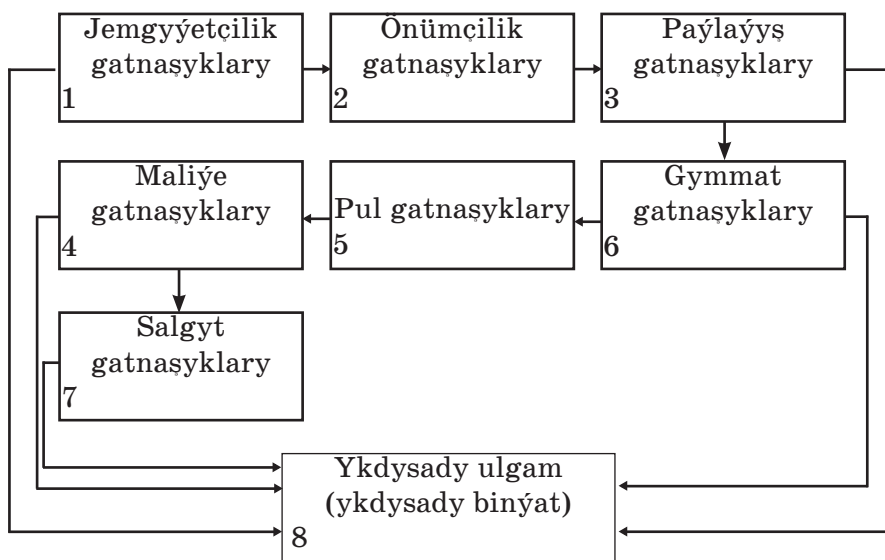 Jemgyýetçilik
gatnaşyklary
1
Önümçilik
gatnaşyklary
2
Paýlaýyş
gatnaşyklary
3
Maliýe
gatnaşyklary
4
Pul gatnaşyklary
5
Gymmat
gatnaşyklary
6
Salgyt
gatnaşyklary
7
Ykdysady ulgam
(ykdysady binýat)
8